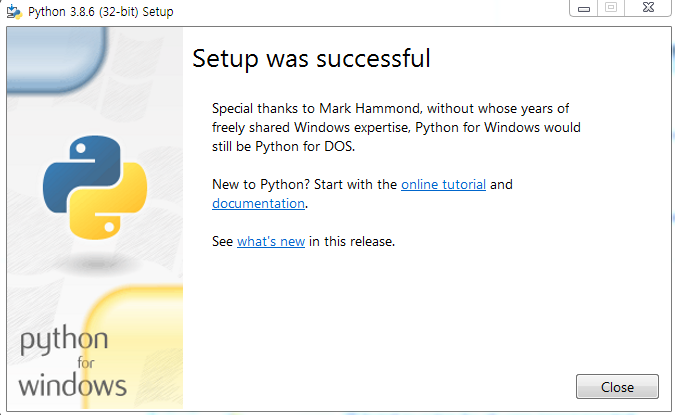 Python 3.8.6 (32-bit) Setup
Setup was successful
Special thanks to Mark Hammond, without whose years of
freely shared Windows expertise, Python for Windows would
still be Python for DOS.
New to Python? Start with the online tutorial and
documentation.
See what's new in this release.
python
for
windows
Close